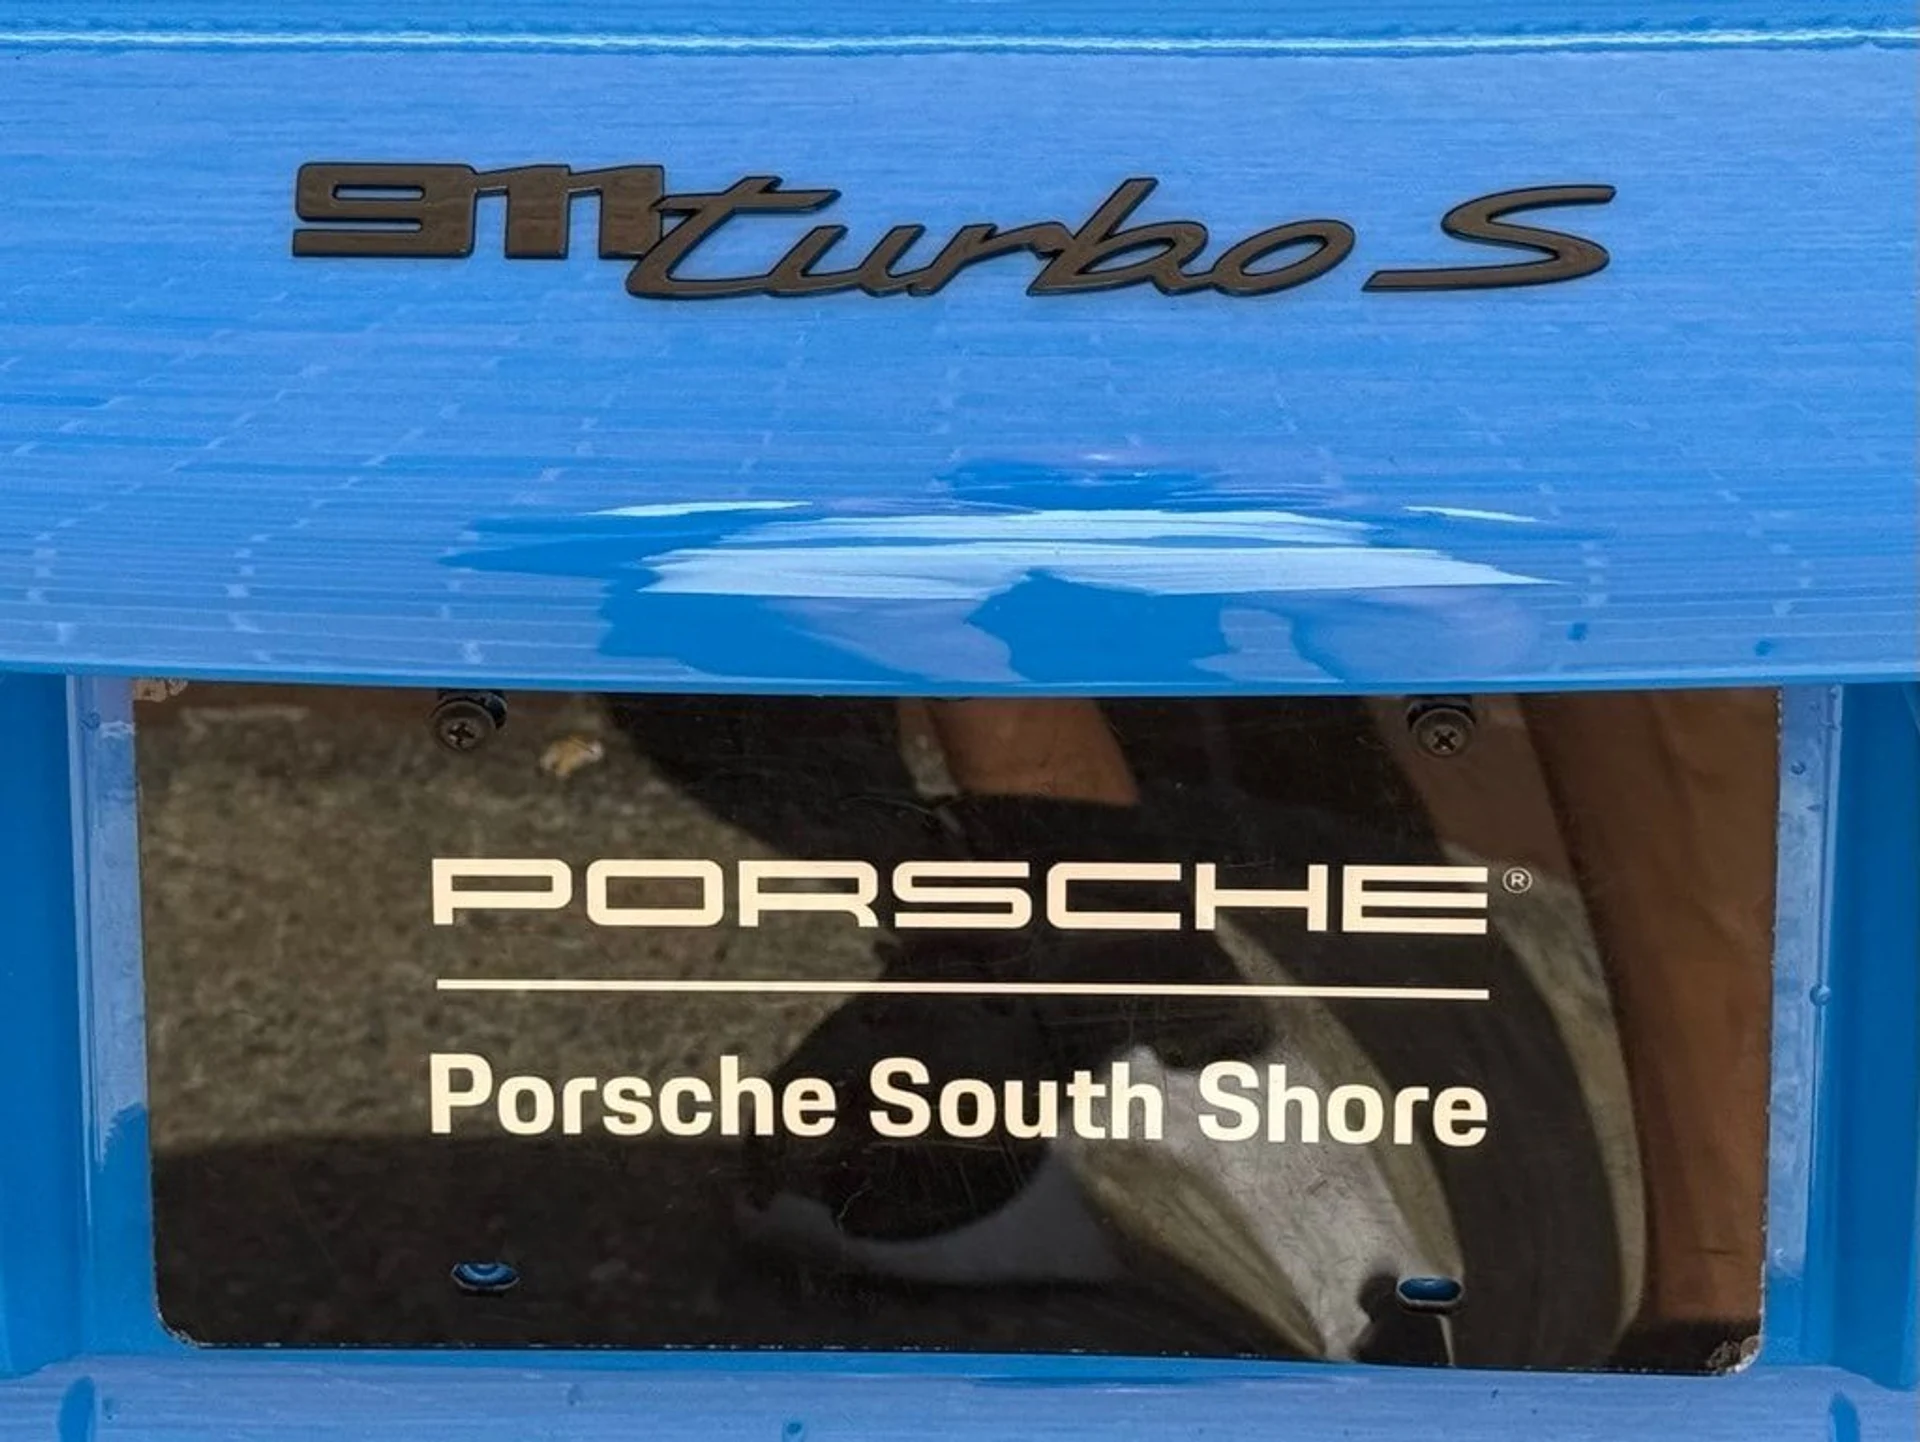 911 turbo S
PORSCHE®
Porsche South Shore